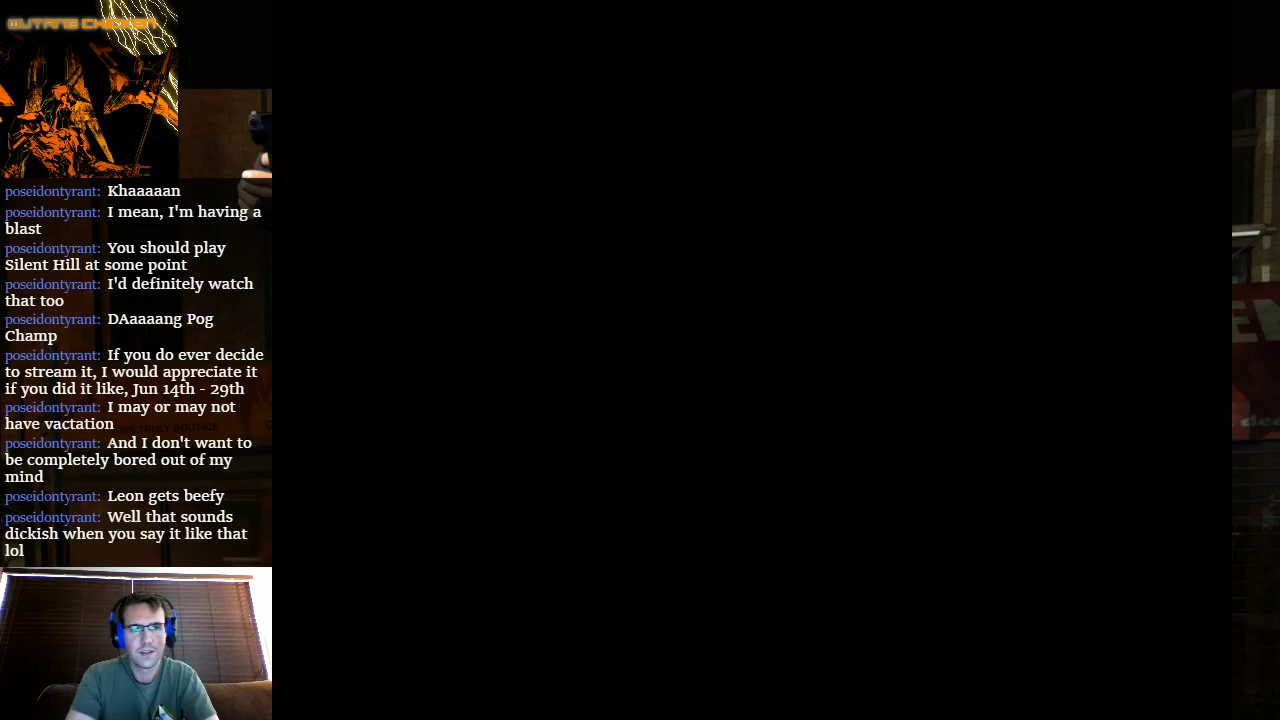 WUTANG CHICKEN
poseidontyrant: Khaaaaan
poseidontyrant: I mean, I'm having a
blast
poseidontyrant: You should play
Silent Hill at some point
poseidontyrant: I'd definitely watch
that too
poseidontyrant: DAaaaang Pog
Champ
poseidontyrant: If you do ever decide
to stream it, I would appreciate it
if you did it like, Jun 14th - 29th
poseidontyrant: I may or may not
have vactation
poseidontyrant: And I don't want to
be completely bored out of my
mind
poseidontyrant: Leon gets beefy
poseidontyrant: Well that sounds
dickish when you say it like that
lol